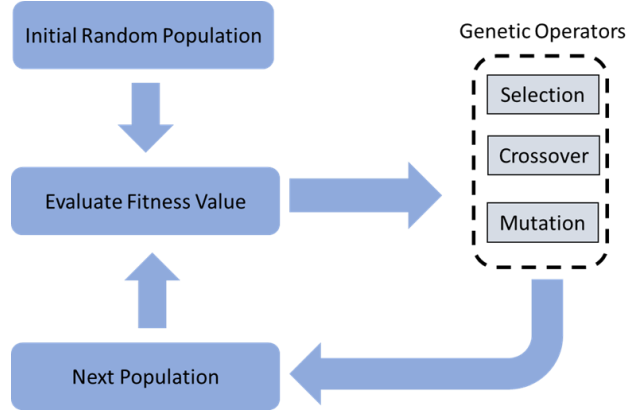 Initial Random Population
Genetic Operators
Selection
Crossover
Mutation
Evaluate Fitness Value
Next Population